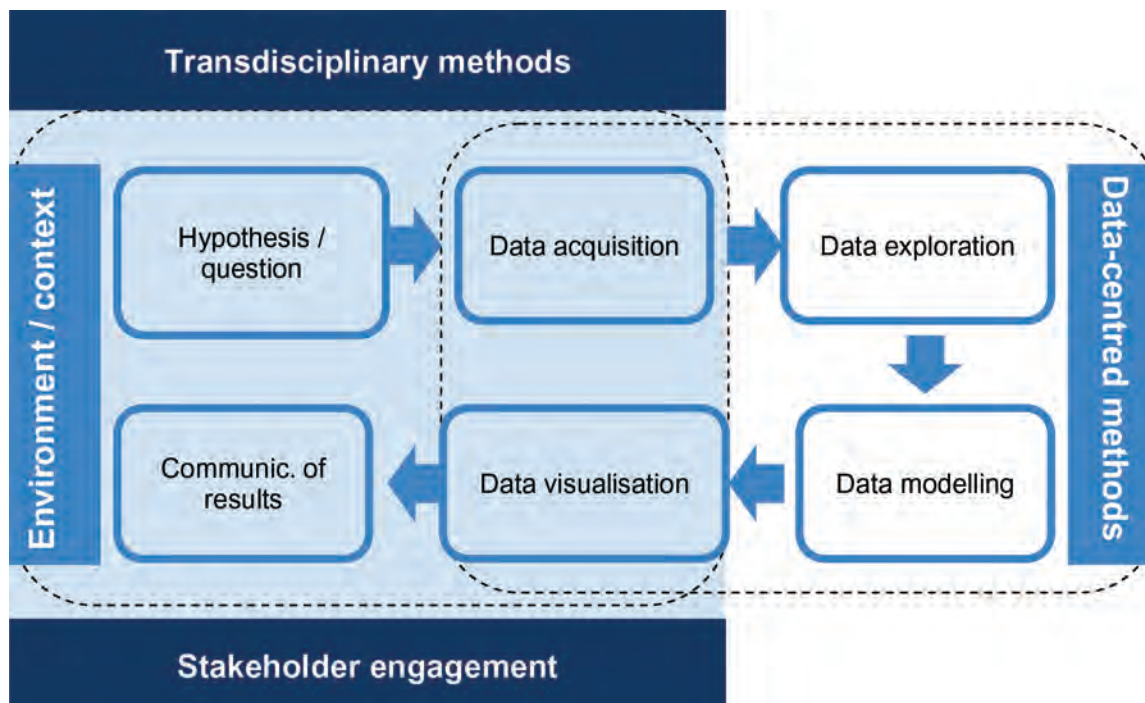 Transdisciplinary methods
Environment / context
Hypothesis /
question
Data acquisition
Data exploration
Data-centred methods
Communic. of
results
Data visualisation
Data modelling
Stakeholder engagement